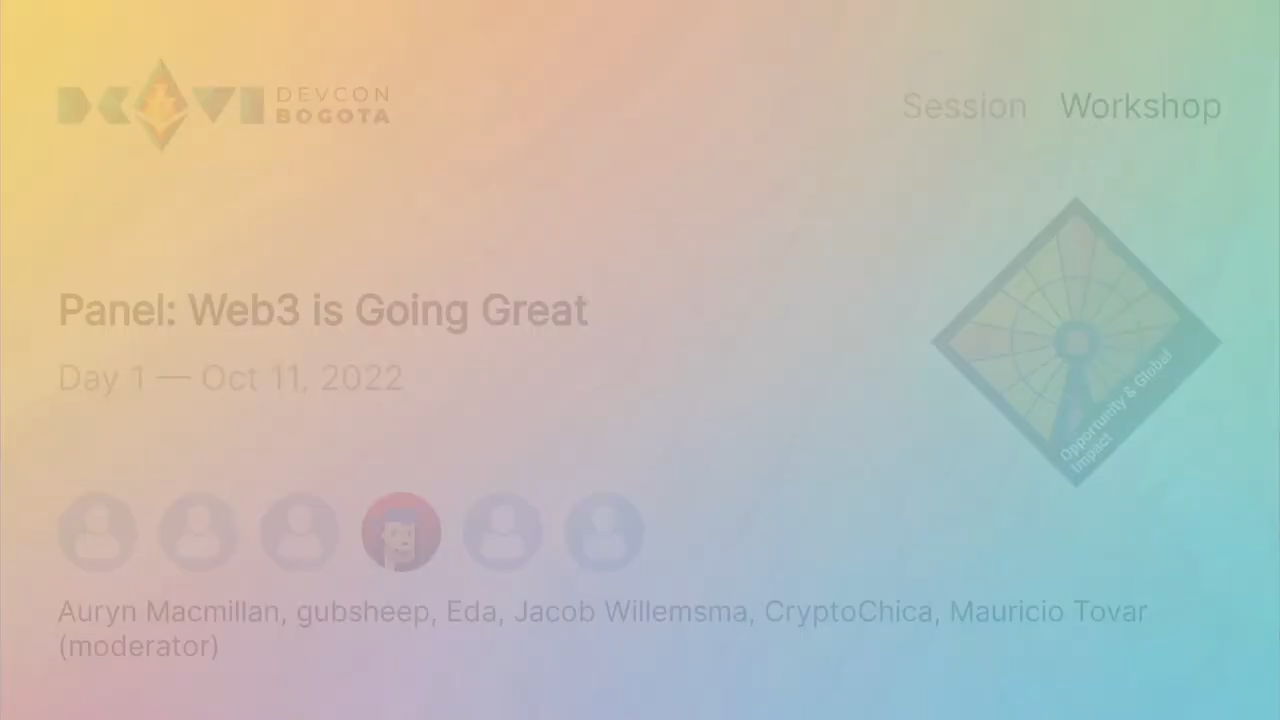 DEVCON
BOGOTA
Session Workshop
Panel: Web3 is Going Great
Day 1 — Oct 11, 2022
Opportunity & Global
Impact
Auryn Macmillan, gubsheep, Eda, Jacob Willemsma, CryptoChica, Mauricio Tovar
(moderator)